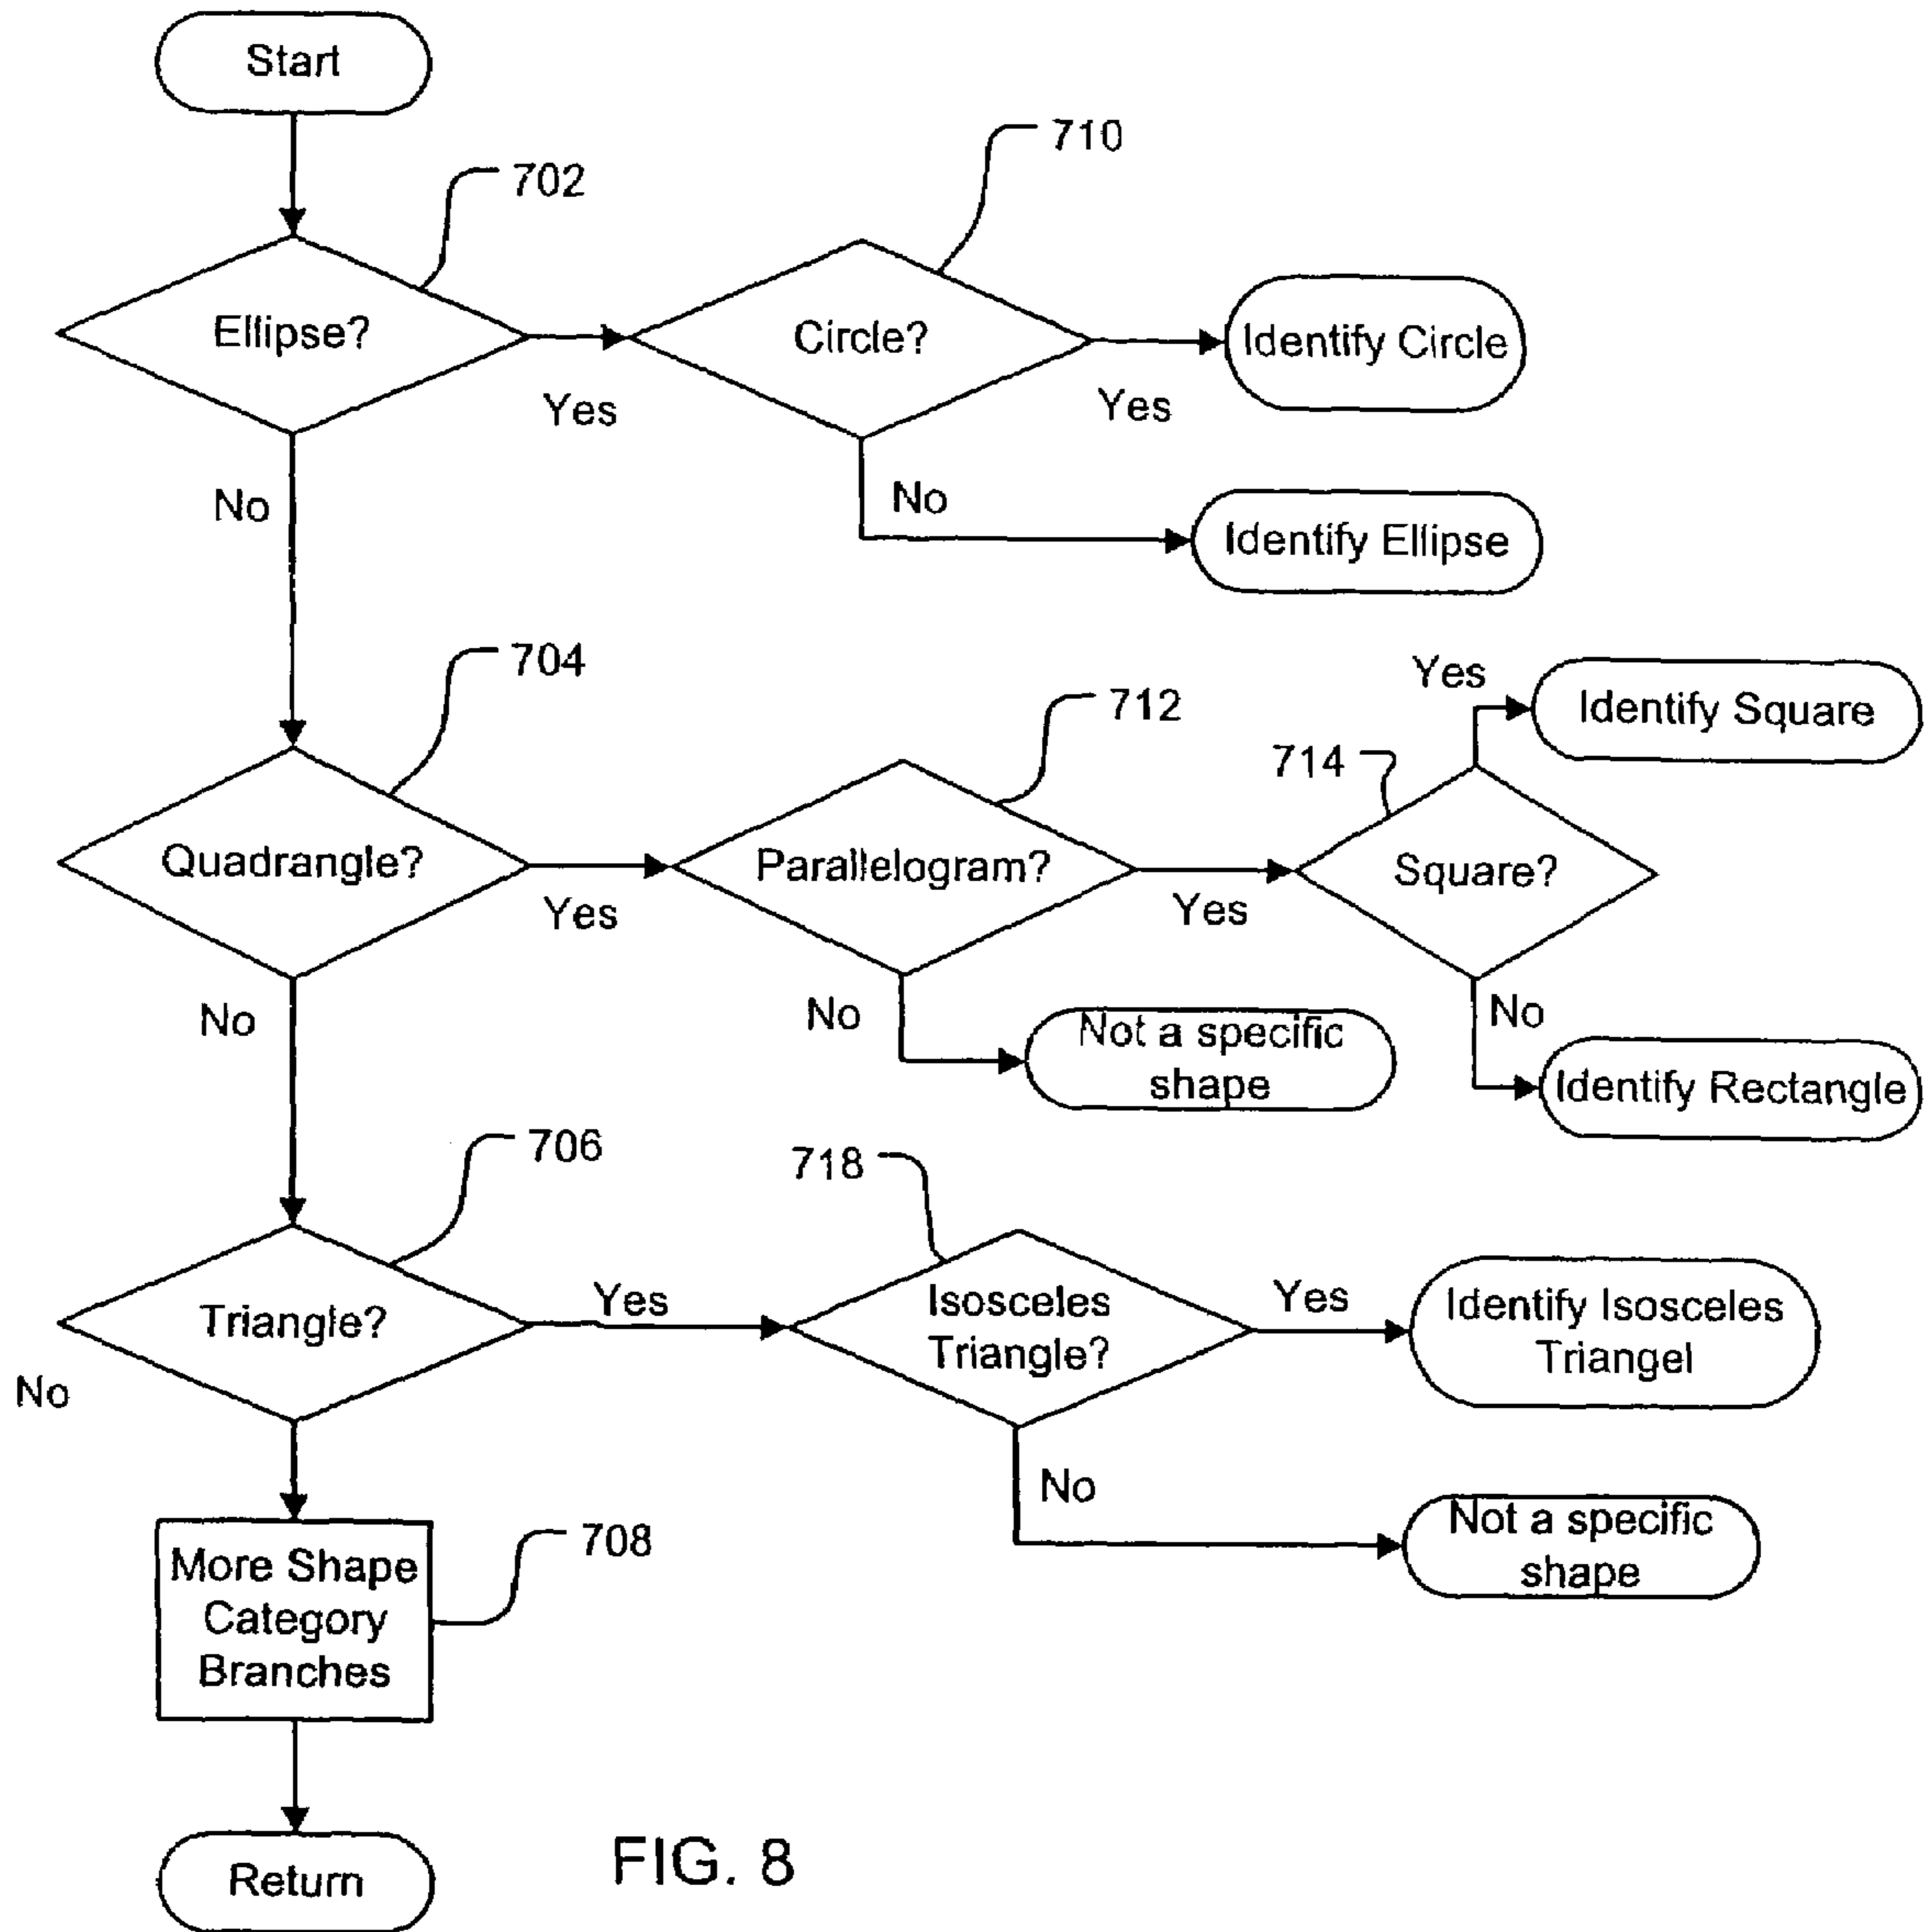 Start
702
710
Ellipse?
Circle?
Identify Circle
Yes
Yes
No
No
Identify Ellipse
704
712
714
Yes
Identify Square
Quadrangle?
Parallelogram?
Square?
Yes
Yes
No
No
No
Not a specific
shape
Identify Rectangle
706
718
Triangle?
Yes
Isosceles
Triangle?
Yes
Identify Isosceles
Triangel
No
No
Not a specific
shape
More Shape
Category
Branches
708
Return
FIG. 8